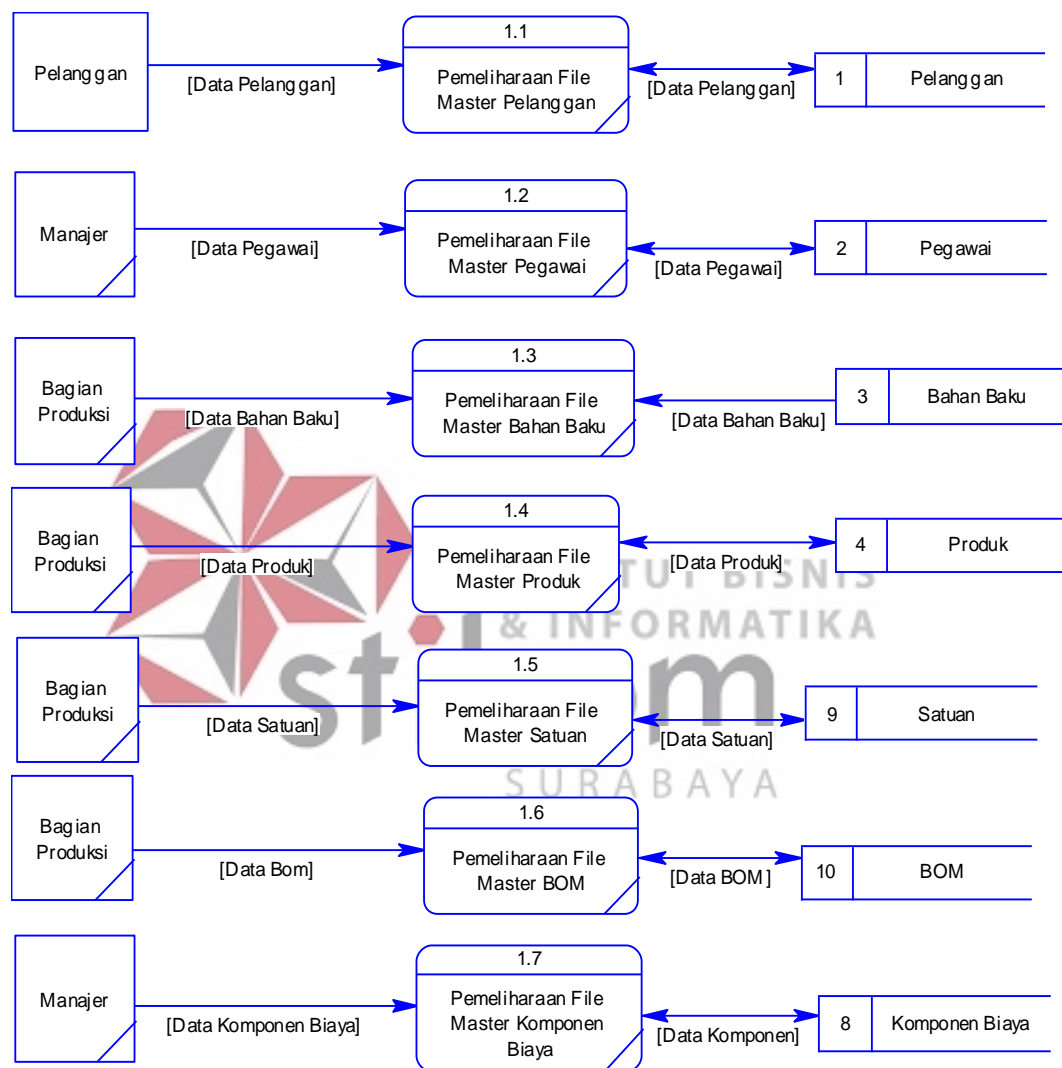 1.1
Pelanggan
[Data Pelanggan]
Pemeliharaan File
Master Pelanggan
[Data Pelanggan]
1
Pelanggan
1.2
Manajer
[Data Pegawai]
Pemeliharaan File
Master Pegawai
[Data Pegawai]
2
Pegawai
1.3
Bagian
Produksi
[Data Bahan Baku]
Pemeliharaan File
Master Bahan Baku
[Data Bahan Baku]
3
Bahan Baku
1.4
Bagian
Produksi
[Data Produk]
Pemeliharaan File
Master Produk
[Data Produk]
4
Produk
BISNIS
& INFORMATIKA
1.5
Bagian
Produksi
[Data Satuan]
Pemeliharaan File
Master Satuan
[Data Satuan]
9
Satuan
SURABAYA
1.6
Bagian
Produksi
[Data Bom]
Pemeliharaan File
Master BOM
[Data BOM]
10
BOM
1.7
Manajer
[Data Komponen Biaya]
Pemeliharaan File
Master Komponen
Biaya
[Data Komponen]
8
Komponen Biaya